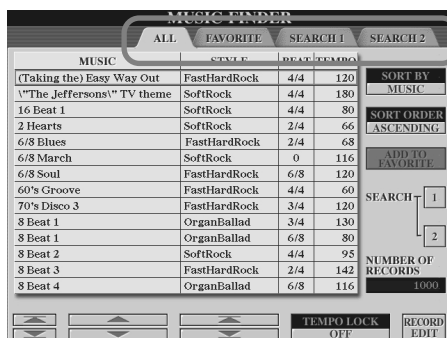 MUSIC FINDER
ALL FAVORITE SEARCH 1 SEARCH 2
MUSIC STYLE BEAT TEMPO
(Taking the) Easy Way Out FastHardRock 4/4 120
\"The Jeffersons\" TV theme SoftRock 4/4 180
16 Beat 1 SoftRock 4/4 80
2 Hearts SoftRock 2/4 66
6/8 Blues FastHardRock 2/4 68
6/8 March SoftRock 0 116
6/8 Soul FastHardRock 6/8 120
60's Groove FastHardRock 4/4 60
70's Disco 3 FastHardRock 3/4 120
8 Beat 1 OrganBallad 3/4 130
8 Beat 1 OrganBallad 6/8 80
8 Beat 2 SoftRock 4/4 95
8 Beat 3 FastHardRock 2/4 142
8 Beat 4 OrganBallad 6/8 116
SORT BY
MUSIC
SORT ORDER
ASCENDING
ADD TO
FAVORITE
SEARCH 1
2
NUMBER OF
RECORDS
1000
TEMPO LOCK
OFF
RECORD
EDIT